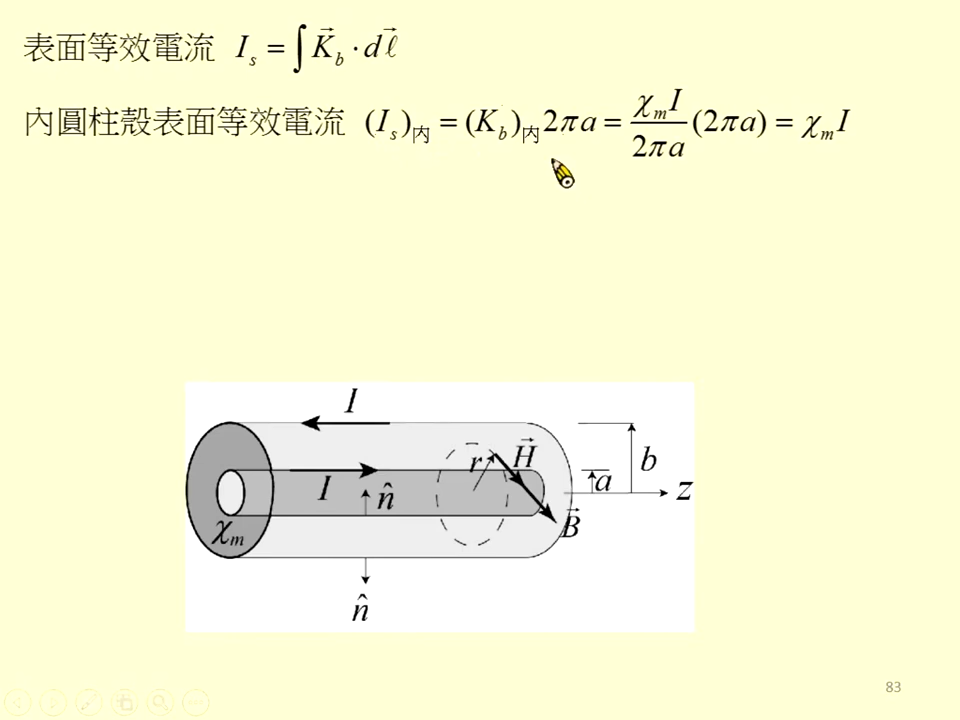 表面等效電流 I_s = ∫ K⃗_b · dℓ⃗
內圓柱殼表面等效電流 (I_s)_內 = (K_b)_內 2πa = χ_m I / 2πa (2πa) = χ_m I
I
r H⃗ b
I n̂ a z
χ_m B⃗
n̂
83